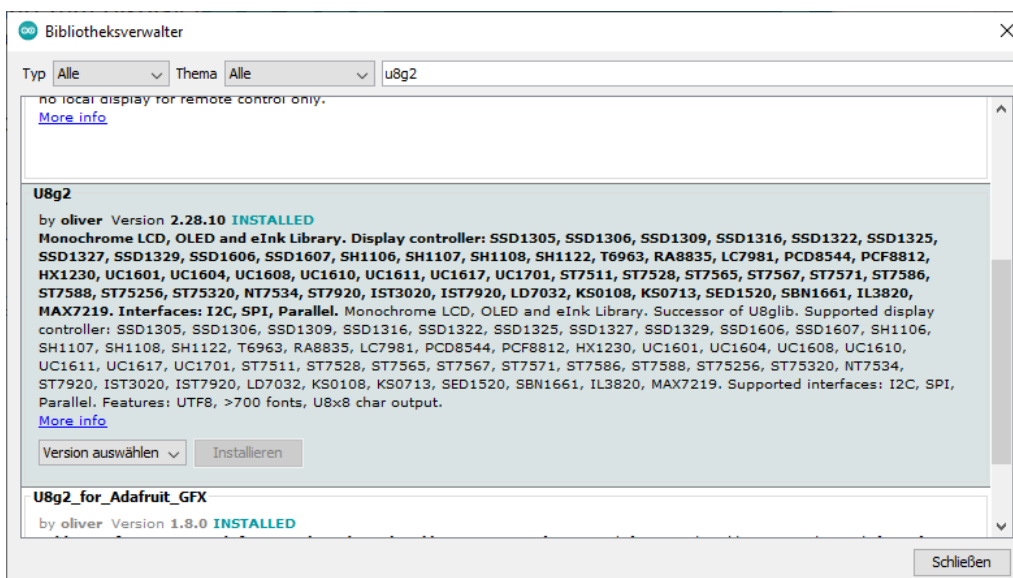 Bibliotheksverwalter
Typ Alle Thema Alle u8g2
no local display for remote control only.
More info
U8g2
by oliver Version 2.28.10 INSTALLED
Monochrome LCD, OLED and eInk Library. Display controller: SSD1305, SSD1306, SSD1309, SSD1316, SSD1322, SSD1325,
SSD1327, SSD1329, SSD1606, SSD1607, SH1106, SH1107, SH1108, SH1122, T6963, RA8835, LC7981, PCD8544, PCF8812,
HX1230, UC1601, UC1604, UC1608, UC1610, UC1611, UC1617, UC1701, ST7511, ST7528, ST7565, ST7567, ST7571, ST7586,
ST7588, ST75256, ST75320, NT7534, ST7920, IST3020, IST7920, LD7032, KS0108, KS0713, SED1520, SBN1661, IL3820,
MAX7219. Interfaces: I2C, SPI, Parallel. Monochrome LCD, OLED and eInk Library. Successor of U8glib. Supported display
controller: SSD1305, SSD1306, SSD1309, SSD1316, SSD1322, SSD1325, SSD1327, SSD1329, SSD1606, SSD1607, SH1106,
SH1107, SH1108, SH1122, T6963, RA8835, LC7981, PCD8544, PCF8812, HX1230, UC1601, UC1604, UC1608, UC1610,
UC1611, UC1617, UC1701, ST7511, ST7528, ST7565, ST7567, ST7571, ST7586, ST7588, ST75256, ST75320, NT7534,
ST7920, IST3020, IST7920, LD7032, KS0108, KS0713, SED1520, SBN1661, IL3820, MAX7219. Supported interfaces: I2C, SPI,
Parallel. Features: UTF8, >700 fonts, U8x8 char output.
More info
Version auswählen Installieren
U8g2_for_Adafruit_GFX
by oliver Version 1.8.0 INSTALLED
Schließen